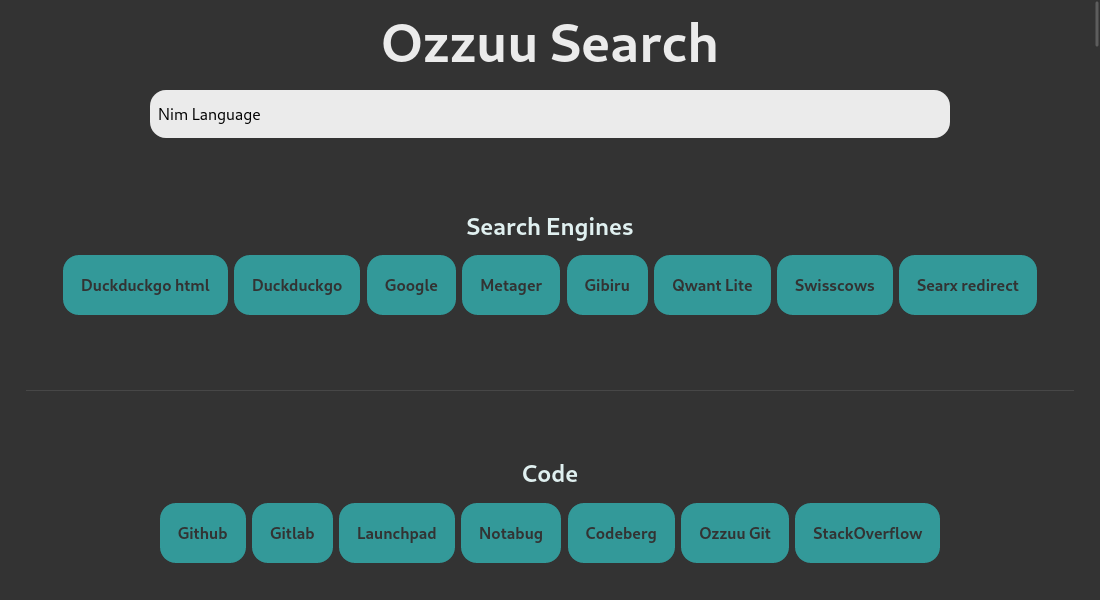 Ozzuu Search
Nim Language
Search Engines
Duckduckgo html Duckduckgo Google Metager Gibiru Qwant Lite Swisscows Searx redirect
Code
Github Gitlab Launchpad Notabug Codeberg Ozzuu Git StackOverflow